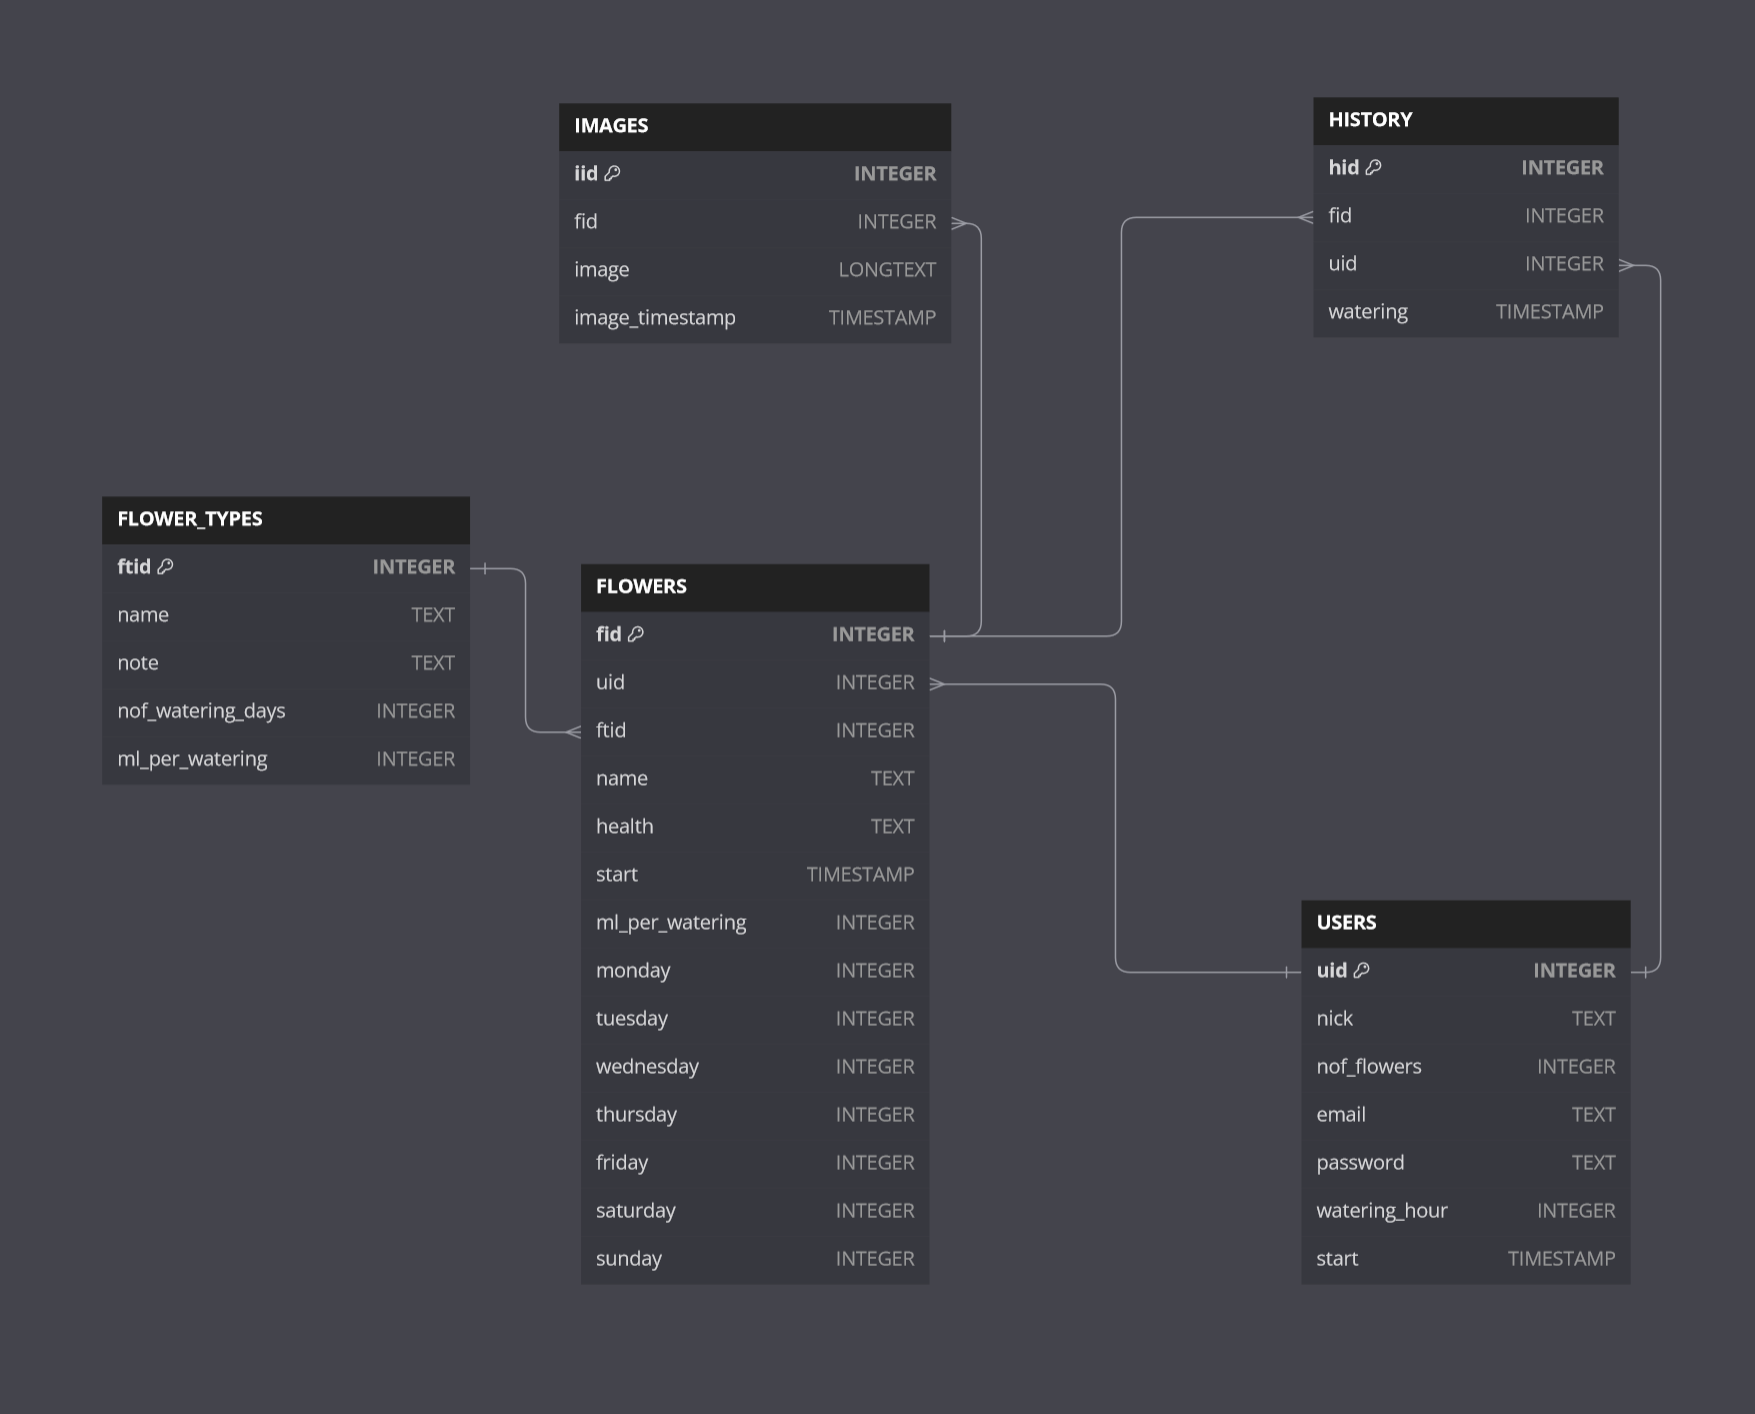 IMAGES
iid INTEGER
fid INTEGER
image LONGTEXT
image_timestamp TIMESTAMP
HISTORY
hid INTEGER
fid INTEGER
uid INTEGER
watering TIMESTAMP
FLOWER_TYPES
ftid INTEGER
name TEXT
note TEXT
nof_watering_days INTEGER
ml_per_watering INTEGER
FLOWERS
fid INTEGER
uid INTEGER
ftid INTEGER
name TEXT
health TEXT
start TIMESTAMP
ml_per_watering INTEGER
monday INTEGER
tuesday INTEGER
wednesday INTEGER
thursday INTEGER
friday INTEGER
saturday INTEGER
sunday INTEGER
USERS
uid INTEGER
nick TEXT
nof_flowers INTEGER
email TEXT
password TEXT
watering_hour INTEGER
start TIMESTAMP